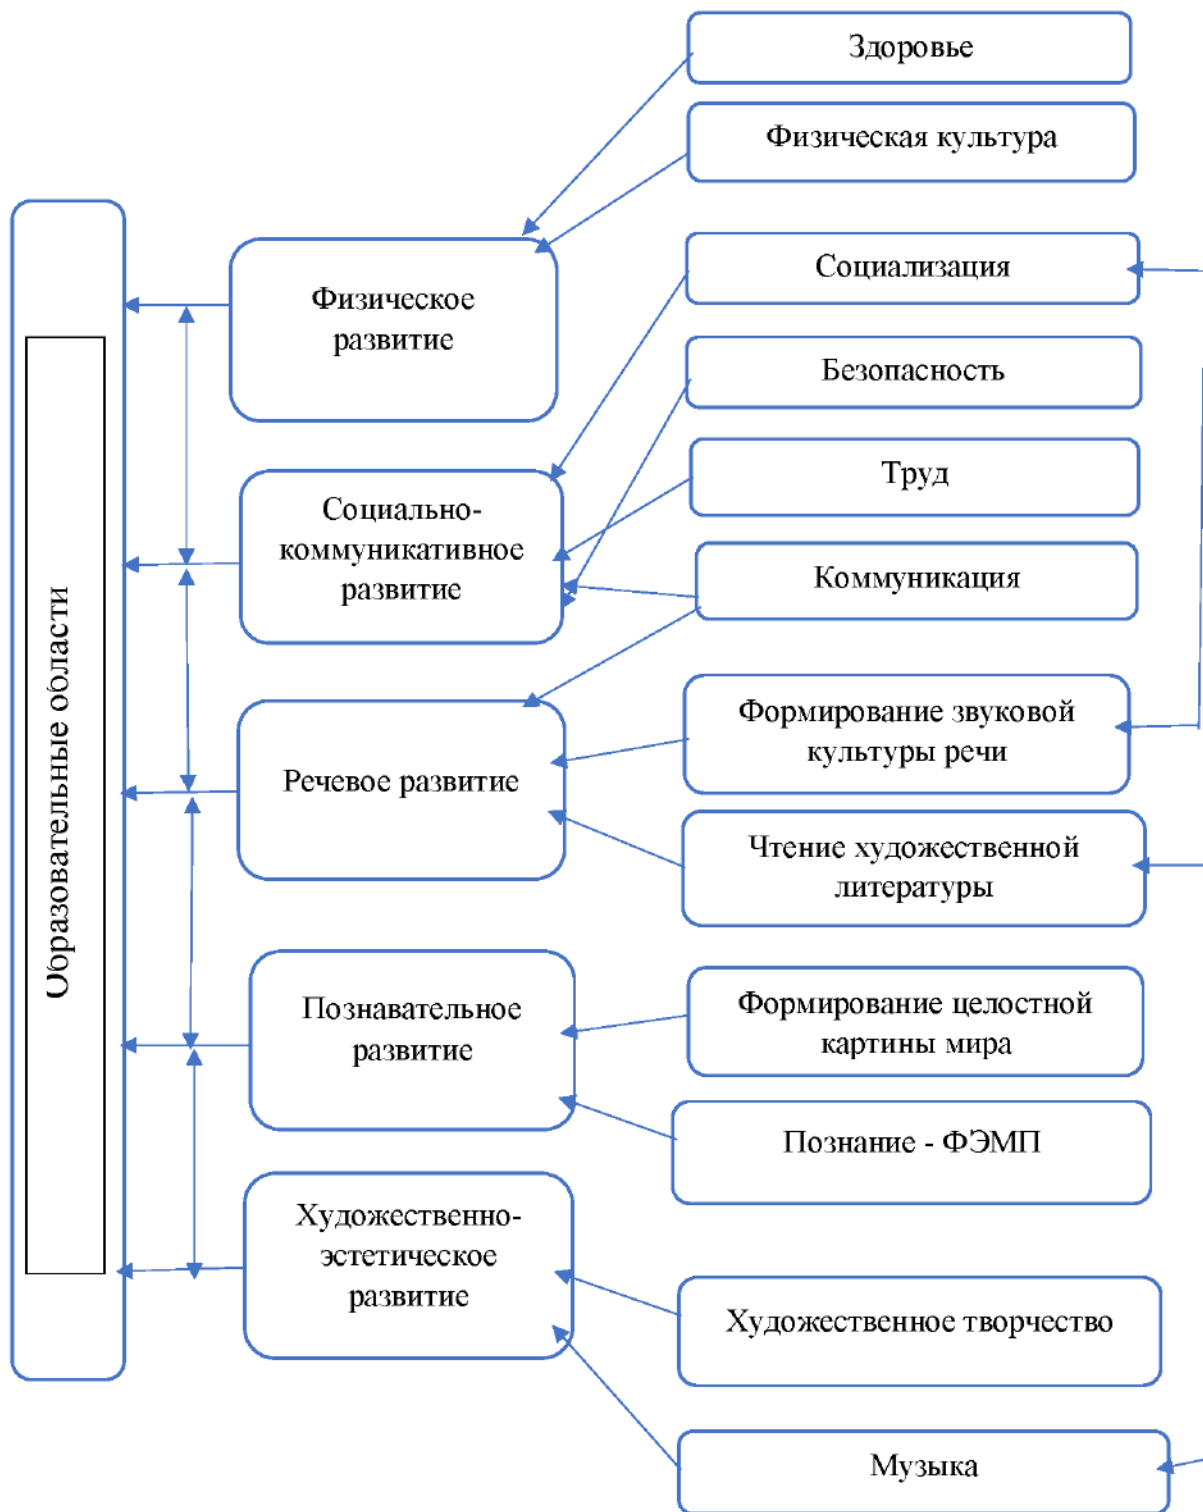 Здоровье
Физическая культура
Социализация
Безопасность
Труд
Коммуникация
Формирование звуковой
культуры речи
Чтение художественной
литературы
Формирование целостной
картины мира
Познание - ФЭМП
Художественное творчество
Музыка
Физическое
развитие
Социально-
коммуникативное
развитие
Речевое развитие
Познавательное
развитие
Художественно-
эстетическое
развитие
Образовательные области